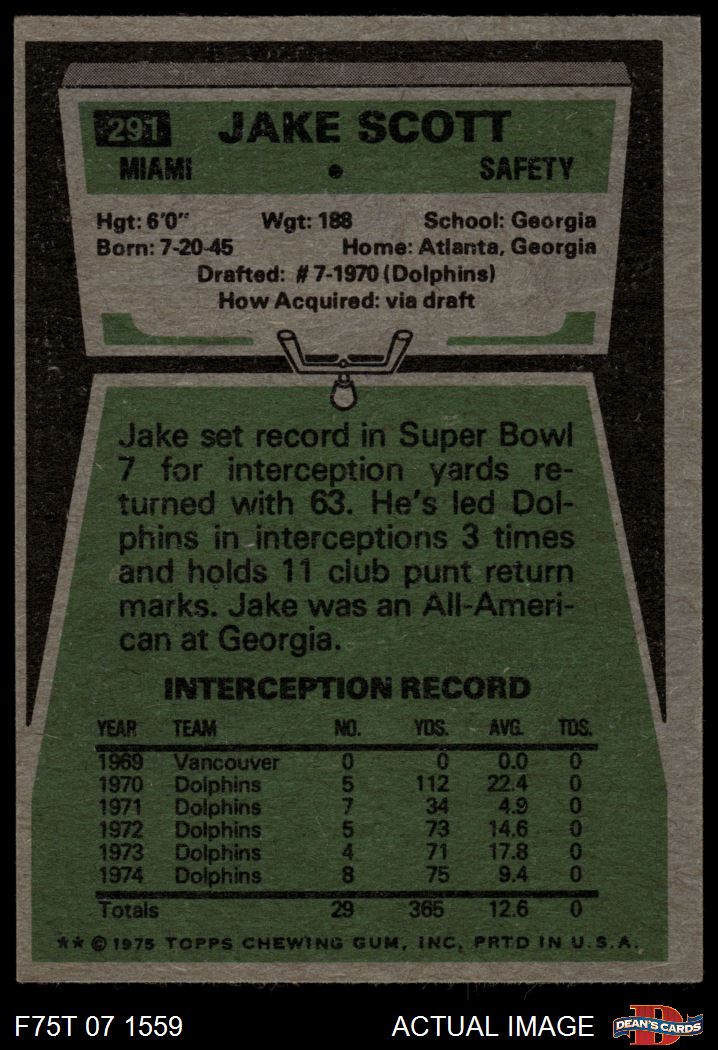 291 JAKE SCOTT
MIAMI • SAFETY
Hgt: 6'0" Wgt: 188 School: Georgia
Born: 7-20-45 Home: Atlanta, Georgia
Drafted: #7-1970 (Dolphins)
How Acquired: via draft
Jake set record in Super Bowl
7 for interception yards re-
turned with 63. He's led Dol-
phins in interceptions 3 times
and holds 11 club punt return
marks. Jake was an All-Ameri-
can at Georgia.
INTERCEPTION RECORD
YEAR TEAM NO. YDS. AVG. TDS.
1969 Vancouver 0 0 0.0 0
1970 Dolphins 5 112 22.4 0
1971 Dolphins 7 34 4.9 0
1972 Dolphins 5 73 14.6 0
1973 Dolphins 4 71 17.8 0
1974 Dolphins 8 75 9.4 0
Totals 29 365 12.6 0
** © 1975 TOPPS CHEWING GUM, INC. PRTD IN U.S.A.
F75T 07 1559 ACTUAL IMAGE DEAN'S CARDS